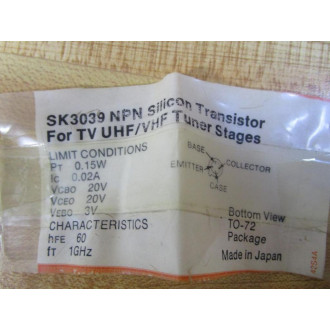 SK3039 NPN Silicon Transistor
For TV UHF/VHF Tuner Stages
LIMIT CONDITIONS
PT 0.15W
IC 0.02A
VCBO 20V
VCEO 20V
VEBO 3V
CHARACTERISTICS
hFE 60
fT 1GHz
BASE
COLLECTOR
EMITTER
CASE
Bottom View
TO-72
Package
Made in Japan